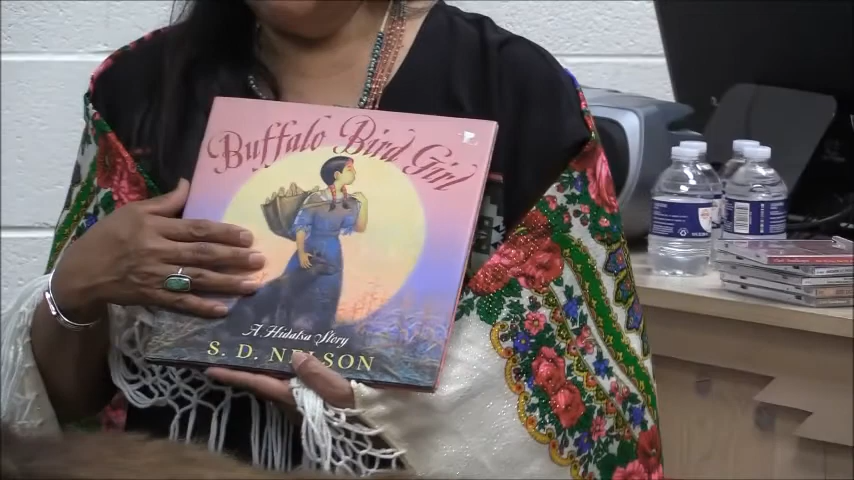 Buffalo Bird Girl
A Hidatsa Story
S. D. NELSON